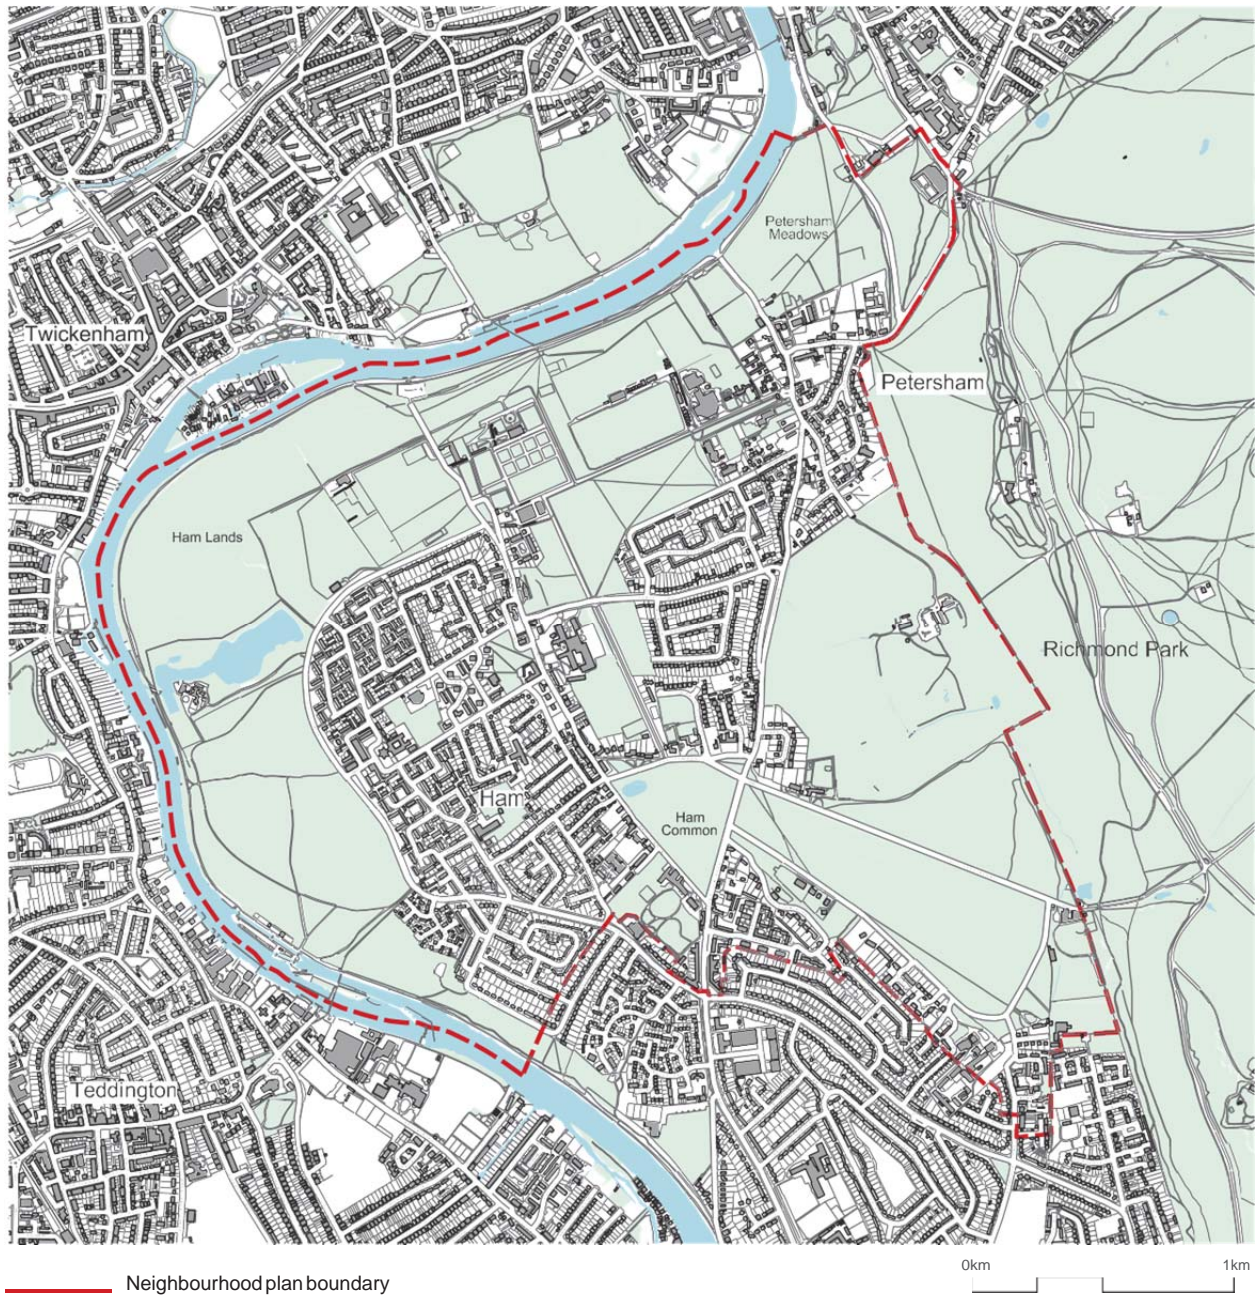 Petersham
Meadows
Twickenham
Petersham
Ham Lands
Richmond Park
Ham
Ham
Common
Teddington
0km
1km
Neighbourhood plan boundary